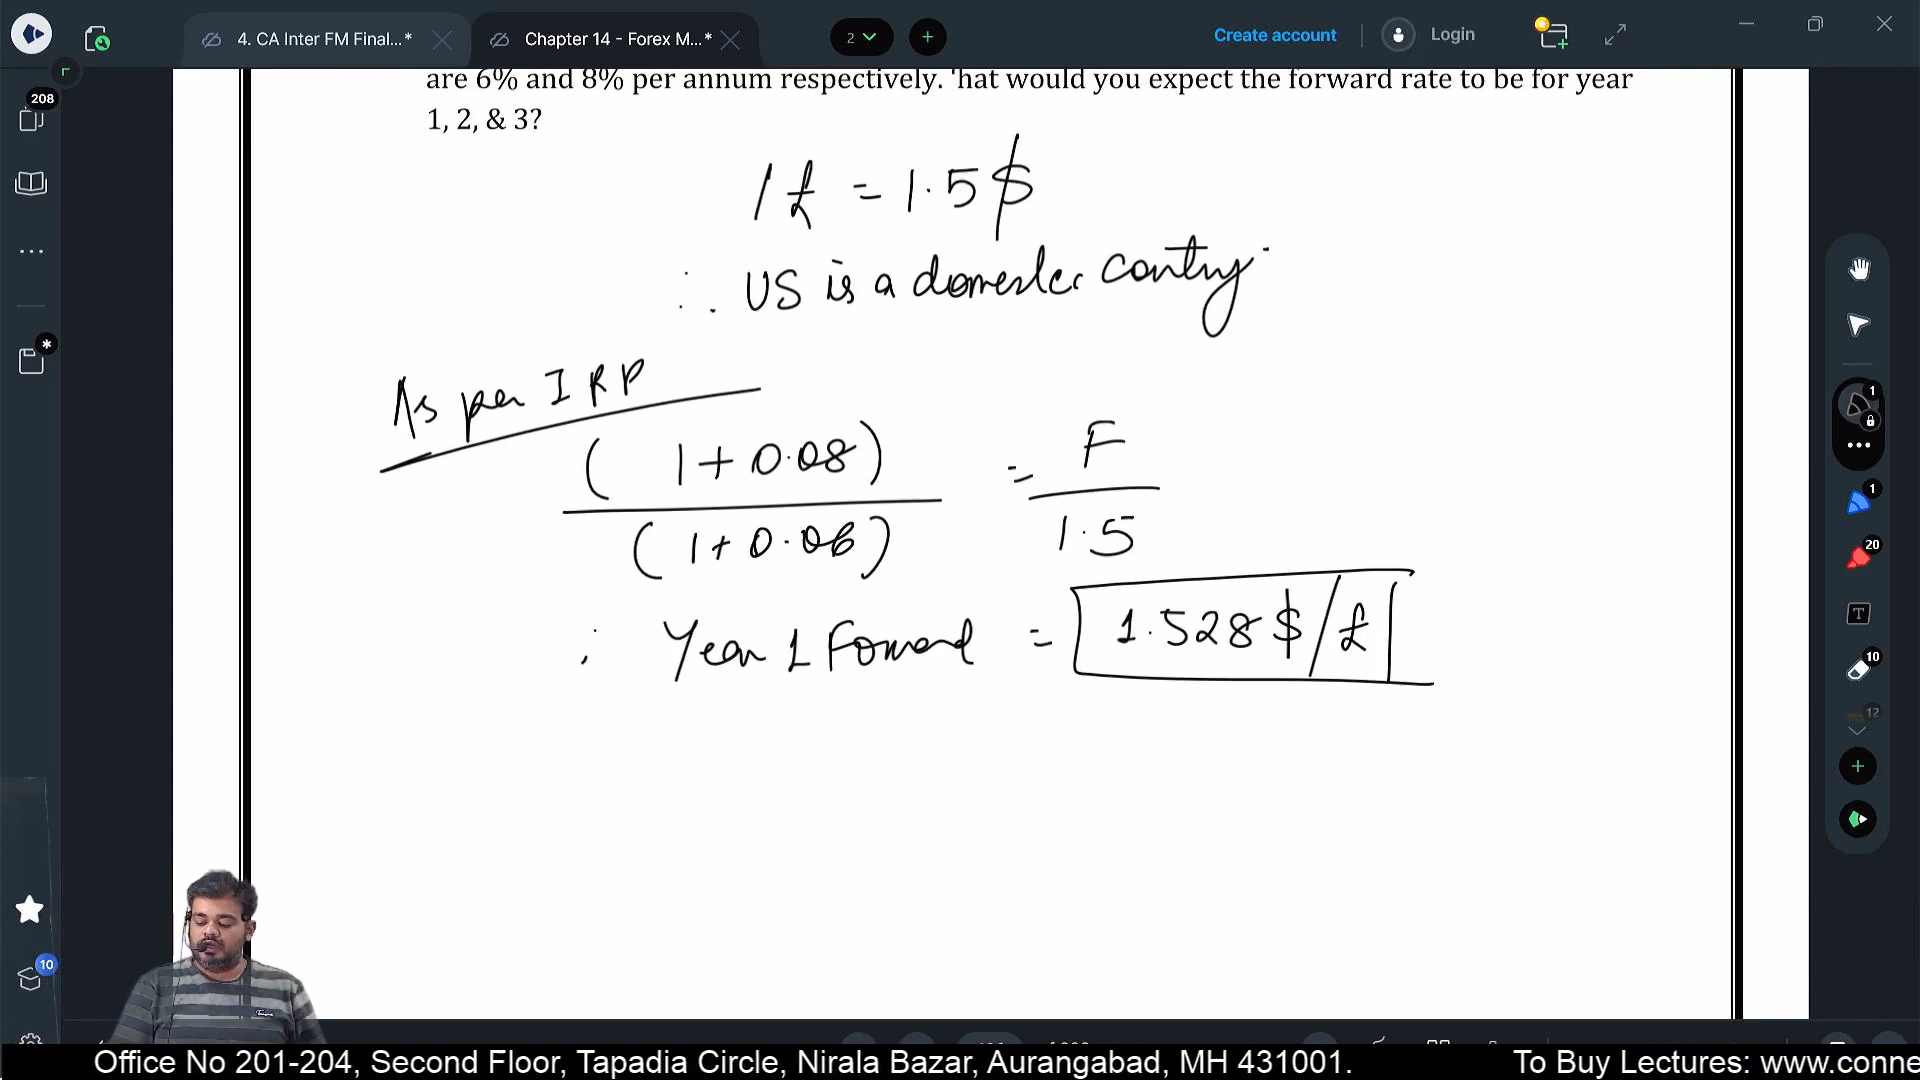 4. CA Inter FM Final...*
Chapter 14 - Forex M...*
2
Create account
Login
208
are 6% and 8% per annum respectively. 'hat would you expect the forward rate to be for year
1, 2, & 3?
1£ = 1.5$
∴ US is a domestic country.
As per IRP
(1+0.08) = F
(1+0.06) 1.5
∴ Year 1 Forward = 1.528 $/£
1
1
20
T
10
12
10
Office No 201-204, Second Floor, Tapadia Circle, Nirala Bazar, Aurangabad, MH 431001. To Buy Lectures: www.conne